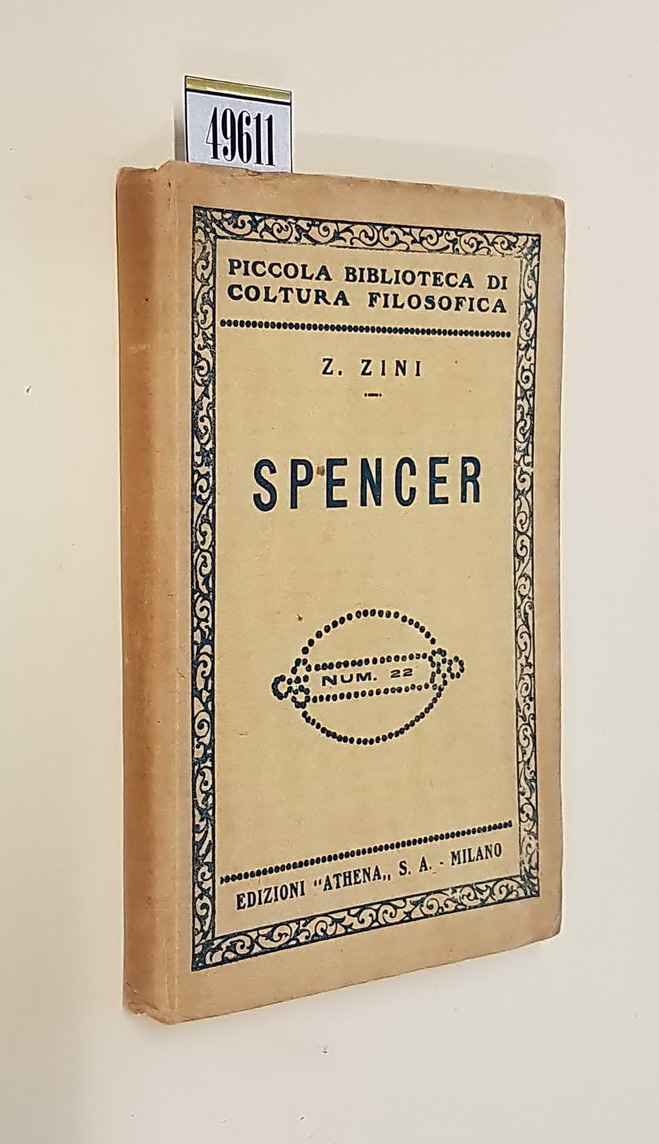 49611
PICCOLA BIBLIOTECA DI
COLTURA FILOSOFICA
Z. ZINI
SPENCER
NUM. 22
EDIZIONI "ATHENA,, S. A. - MILANO